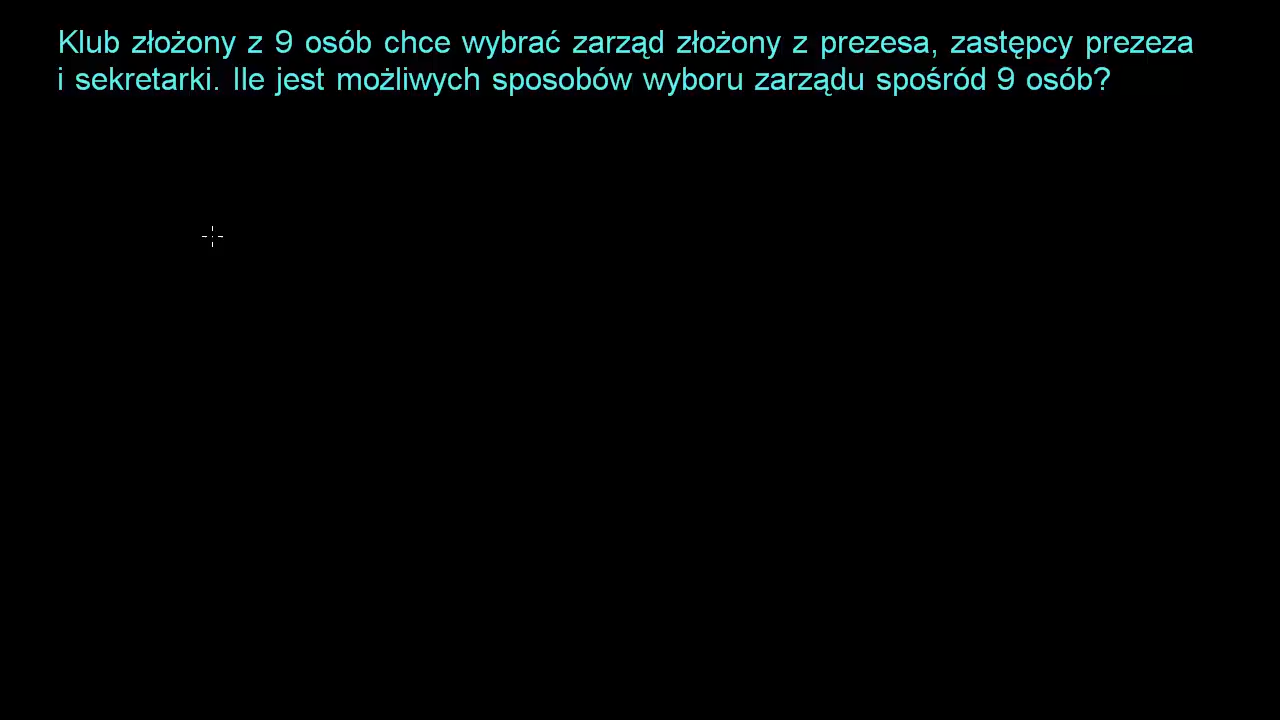 Klub złożony z 9 osób chce wybrać zarząd złożony z prezesa, zastępcy prezeza
i sekretarki. Ile jest możliwych sposobów wyboru zarządu spośród 9 osób?